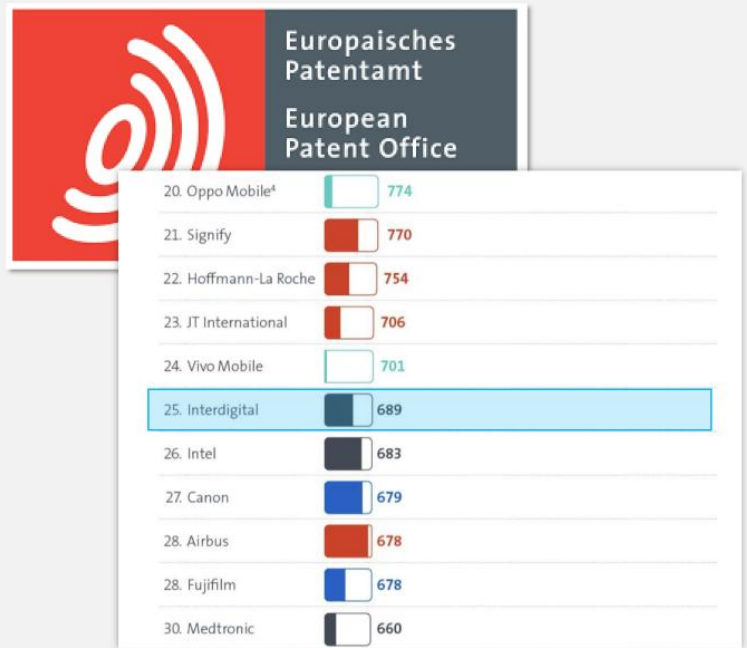 Europaisches
Patentamt
European
Patent Office
20. Oppo Mobile⁴ 774
21. Signify 770
22. Hoffmann-La Roche 754
23. JT International 706
24. Vivo Mobile 701
25. Interdigital 689
26. Intel 683
27. Canon 679
28. Airbus 678
28. Fujifilm 678
30. Medtronic 660